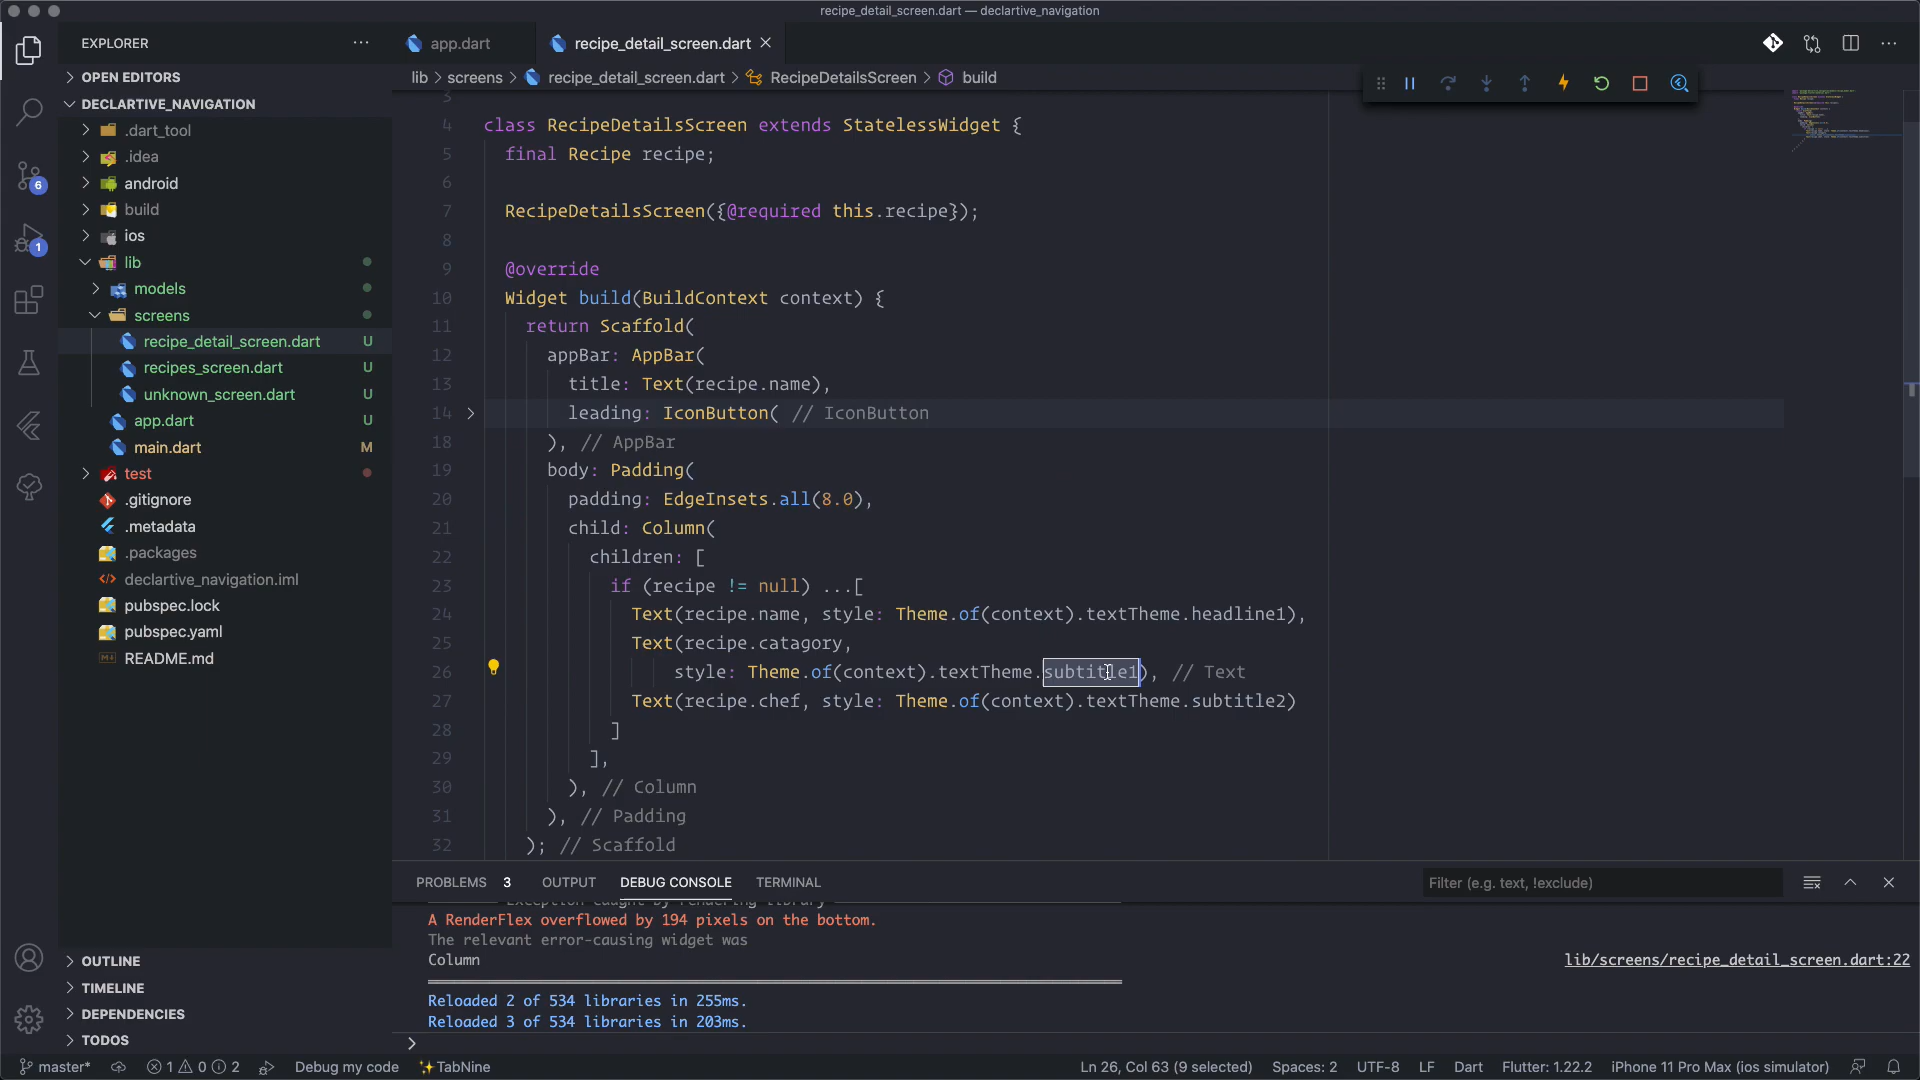 recipe_detail_screen.dart — declartive_navigation
EXPLORER
app.dart
recipe_detail_screen.dart
lib > screens > recipe_detail_screen.dart > RecipeDetailsScreen > build
OPEN EDITORS
DECLARTIVE_NAVIGATION
.dart_tool
.idea
android
build
ios
lib
models
screens
recipe_detail_screen.dart U
recipes_screen.dart U
unknown_screen.dart U
app.dart U
main.dart M
test
.gitignore
.metadata
.packages
declartive_navigation.iml
pubspec.lock
pubspec.yaml
README.md
OUTLINE
TIMELINE
DEPENDENCIES
TODOS
6
1
3
4 class RecipeDetailsScreen extends StatelessWidget {
5 final Recipe recipe;
6
7 RecipeDetailsScreen({@required this.recipe});
8
9 @override
10 Widget build(BuildContext context) {
11 return Scaffold(
12 appBar: AppBar(
13 title: Text(recipe.name),
14 leading: IconButton( // IconButton
18 ), // AppBar
19 body: Padding(
20 padding: EdgeInsets.all(8.0),
21 child: Column(
22 children: [
23 if (recipe != null) ...[
24 Text(recipe.name, style: Theme.of(context).textTheme.headline1),
25 Text(recipe.catagory,
26 style: Theme.of(context).textTheme.subtitle1), // Text
27 Text(recipe.chef, style: Theme.of(context).textTheme.subtitle2)
28 ]
29 ],
30 ), // Column
31 ), // Padding
32 ); // Scaffold
PROBLEMS 3 OUTPUT DEBUG CONSOLE TERMINAL
Filter (e.g. text, !exclude)
Exception caught by rendering library
A RenderFlex overflowed by 194 pixels on the bottom.
The relevant error-causing widget was
Column lib/screens/recipe_detail_screen.dart:22
Reloaded 2 of 534 libraries in 255ms.
Reloaded 3 of 534 libraries in 203ms.
master* 1 0 2 Debug my code TabNine Ln 26, Col 63 (9 selected) Spaces: 2 UTF-8 LF Dart Flutter: 1.22.2 iPhone 11 Pro Max (ios simulator)